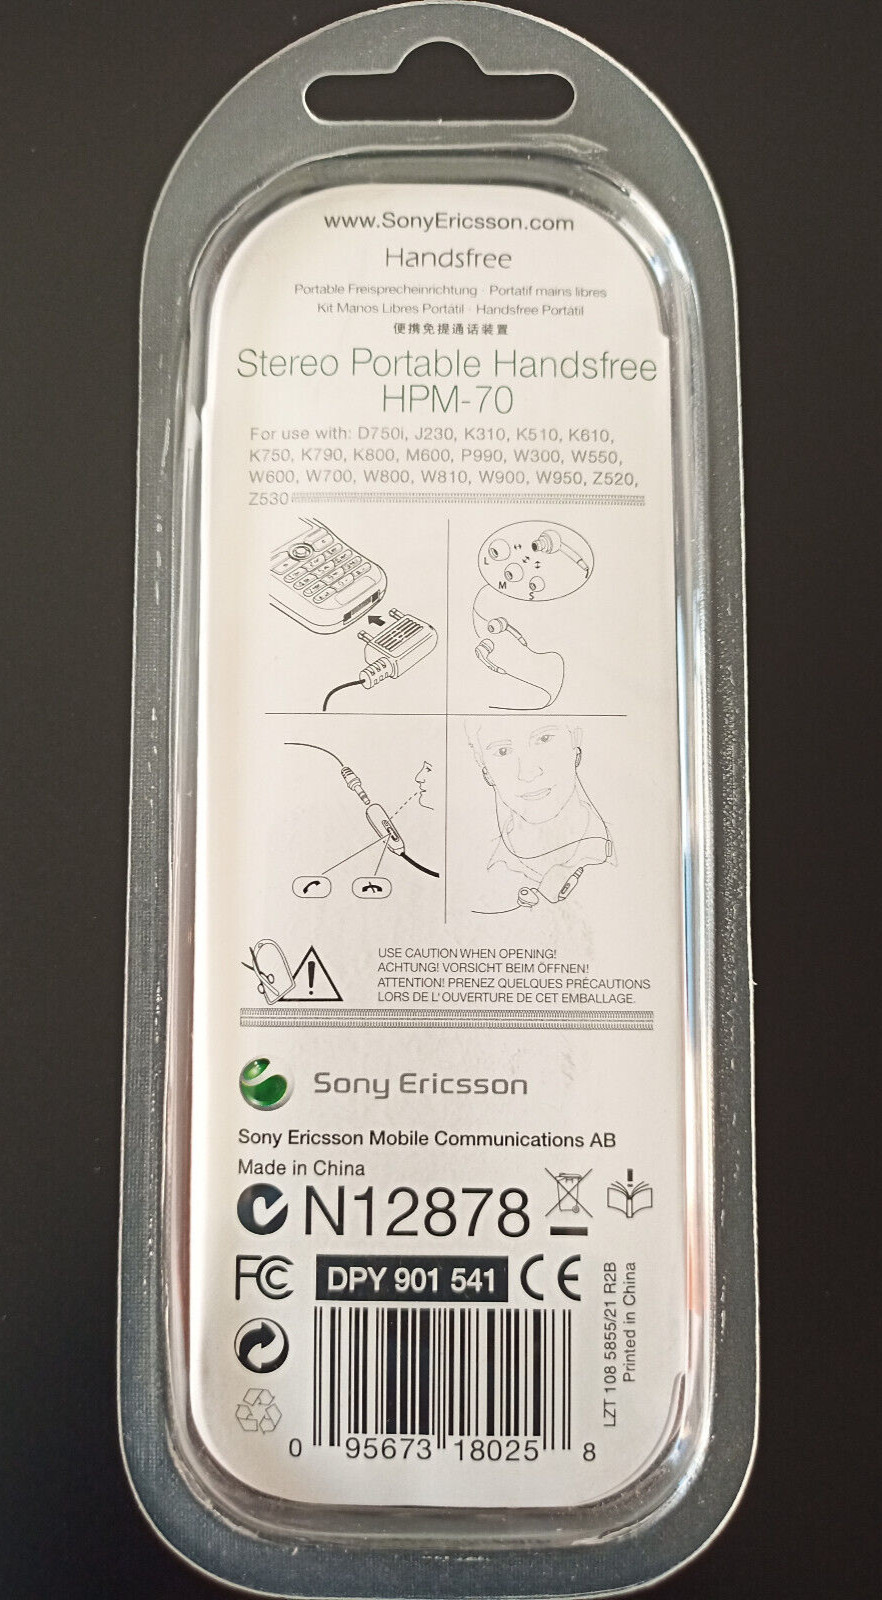 www.SonyEricsson.com
Handsfree
Portable Freisprecheinrichtung · Portatif mains libres
Kit Manos Libres Portátil · Handsfree Portátil
便携免提通话装置
Stereo Portable Handsfree
HPM-70
For use with: D750i, J230, K310, K510, K610,
K750, K790, K800, M600, P990, W300, W550,
W600, W700, W800, W810, W900, W950, Z520,
Z530
L
M
S
USE CAUTION WHEN OPENING!
ACHTUNG! VORSICHT BEIM ÖFFNEN!
ATTENTION! PRENEZ QUELQUES PRÉCAUTIONS
LORS DE L'OUVERTURE DE CET EMBALLAGE.
Sony Ericsson
Sony Ericsson Mobile Communications AB
Made in China
N12878
FC
DPY 901 541
CE
LZT 108 5855/21 R2B
Printed in China
0 95673 18025 8